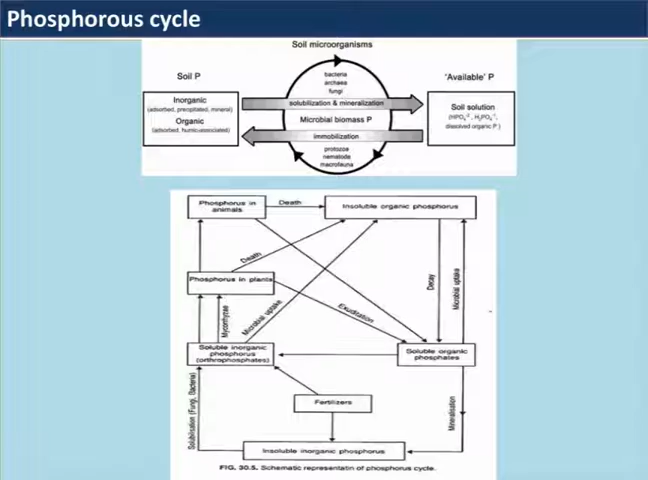 Phosphorous cycle
Soil microorganisms
Soil P
'Available' P
bacteria
archaea
fungi
Inorganic
(adsorbed, precipitated, mineral)
Organic
(adsorbed, humic-associated)
solubilization & mineralization
Microbial biomass P
immobilization
protozoa
nematode
macrofauna
Soil solution
dissolved organic P )
Phosphorus in
animals
Death
Insoluble organic phosphorus
Death
Phosphorus in plants
Mycorrhyzae
Microbial uptake
Exuditation
Decay
Microbial uptake
Soluble inorganic
phosphorus
(orthrophosphates)
Soluble organic
phosphates
Solubilisation (Fungi, Bacteria)
Fertilizers
Mineralisation
Insoluble inorganic phosphorus
FIG. 30.5. Schematic representatin of phosphorus cycle.